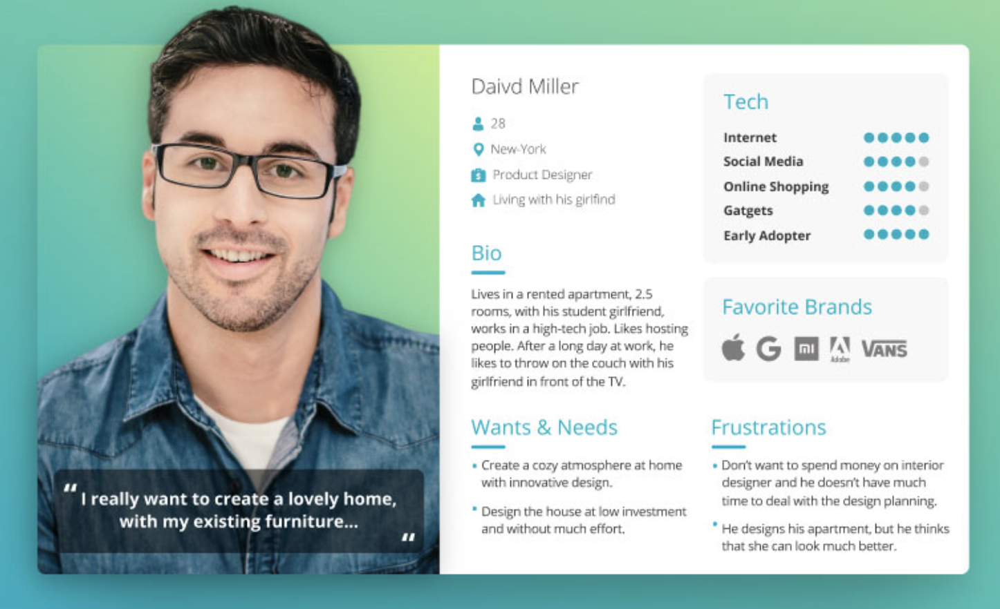 Daivd Miller
28
New-York
Product Designer
Living with his girlfind
Bio
Lives in a rented apartment, 2.5
rooms, with his student girlfriend,
works in a high-tech job. Likes hosting
people. After a long day at work, he
likes to throw on the couch with his
girlfriend in front of the TV.
Tech
Internet
Social Media
Online Shopping
Gatgets
Early Adopter
Favorite Brands
G mi Adobe VANS
Wants & Needs
• Create a cozy atmosphere at home
with innovative design.
• Design the house at low investment
and without much effort.
Frustrations
• Don't want to spend money on interior
designer and he doesn't have much
time to deal with the design planning.
• He designs his apartment, but he thinks
that she can look much better.
“ I really want to create a lovely home,
with my existing furniture... “